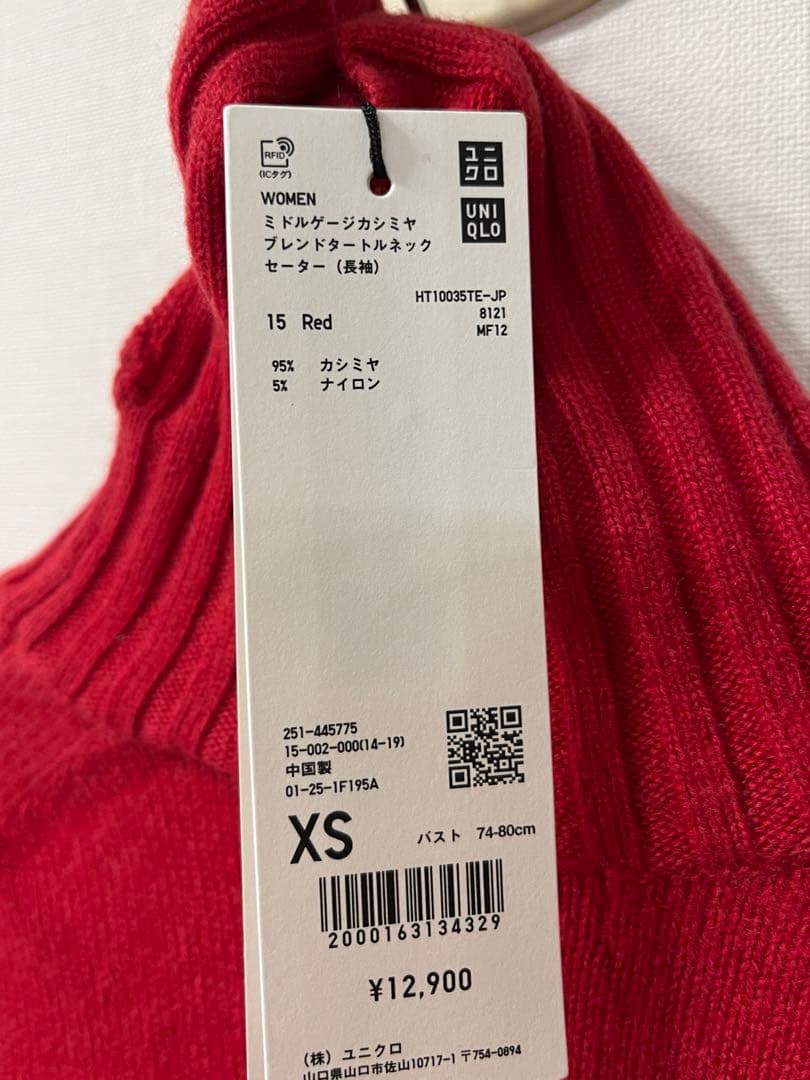 RFID
(ICタグ)
ユニ
クロ
UNI
QLO
WOMEN
ミドルゲージカシミヤ
ブレンドタートルネック
セーター（長袖）
HT10035TE-JP
8121
MF12
15 Red
95% カシミヤ
5% ナイロン
251-445775
15-002-000(14-19)
中国製
01-25-1F195A
XS バスト 74-80cm
2000163134329
¥12,900
（株）ユニクロ
山口県山口市佐山10717-1 〒754-0894